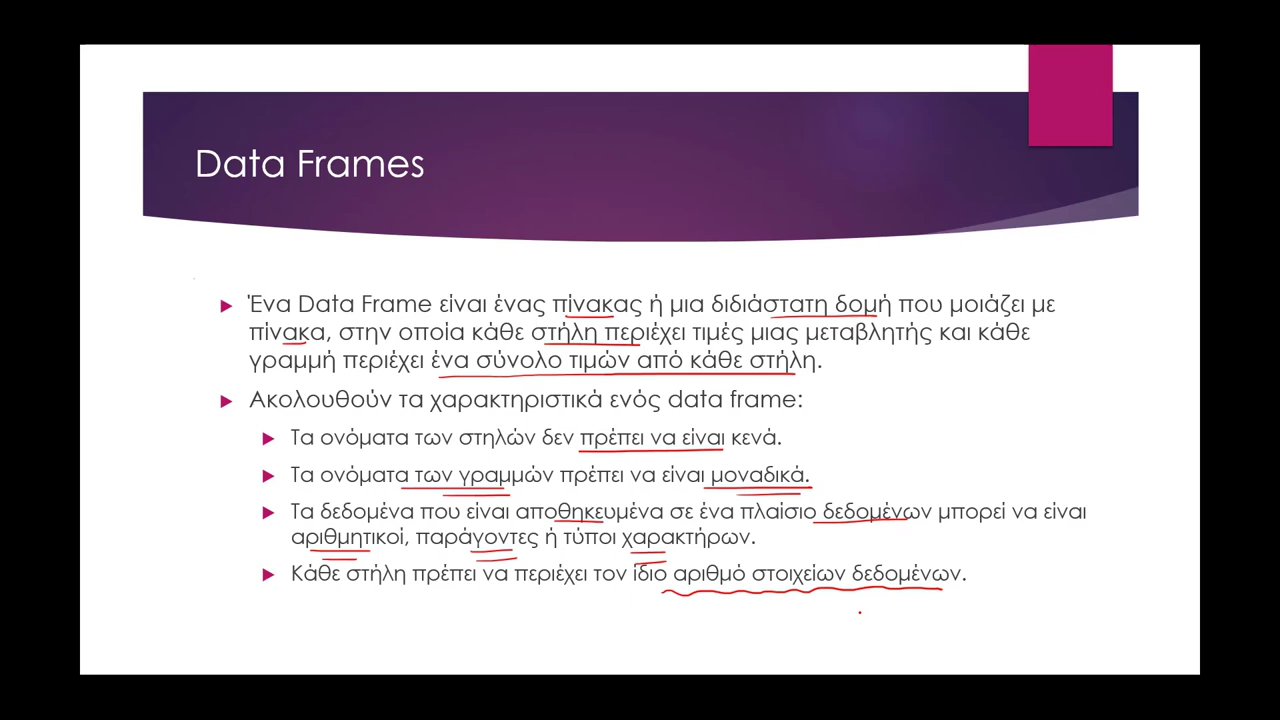 Data Frames
Ένα Data Frame είναι ένας πίνακας ή μια διδιάστατη δομή που μοιάζει με
πίνακα, στην οποία κάθε στήλη περιέχει τιμές μιας μεταβλητής και κάθε
γραμμή περιέχει ένα σύνολο τιμών από κάθε στήλη.
Ακολουθούν τα χαρακτηριστικά ενός data frame:
Τα ονόματα των στηλών δεν πρέπει να είναι κενά.
Τα ονόματα των γραμμών πρέπει να είναι μοναδικά.
Τα δεδομένα που είναι αποθηκευμένα σε ένα πλαίσιο δεδομένων μπορεί να είναι
αριθμητικοί, παράγοντες ή τύποι χαρακτήρων.
Κάθε στήλη πρέπει να περιέχει τον ίδιο αριθμό στοιχείων δεδομένων.